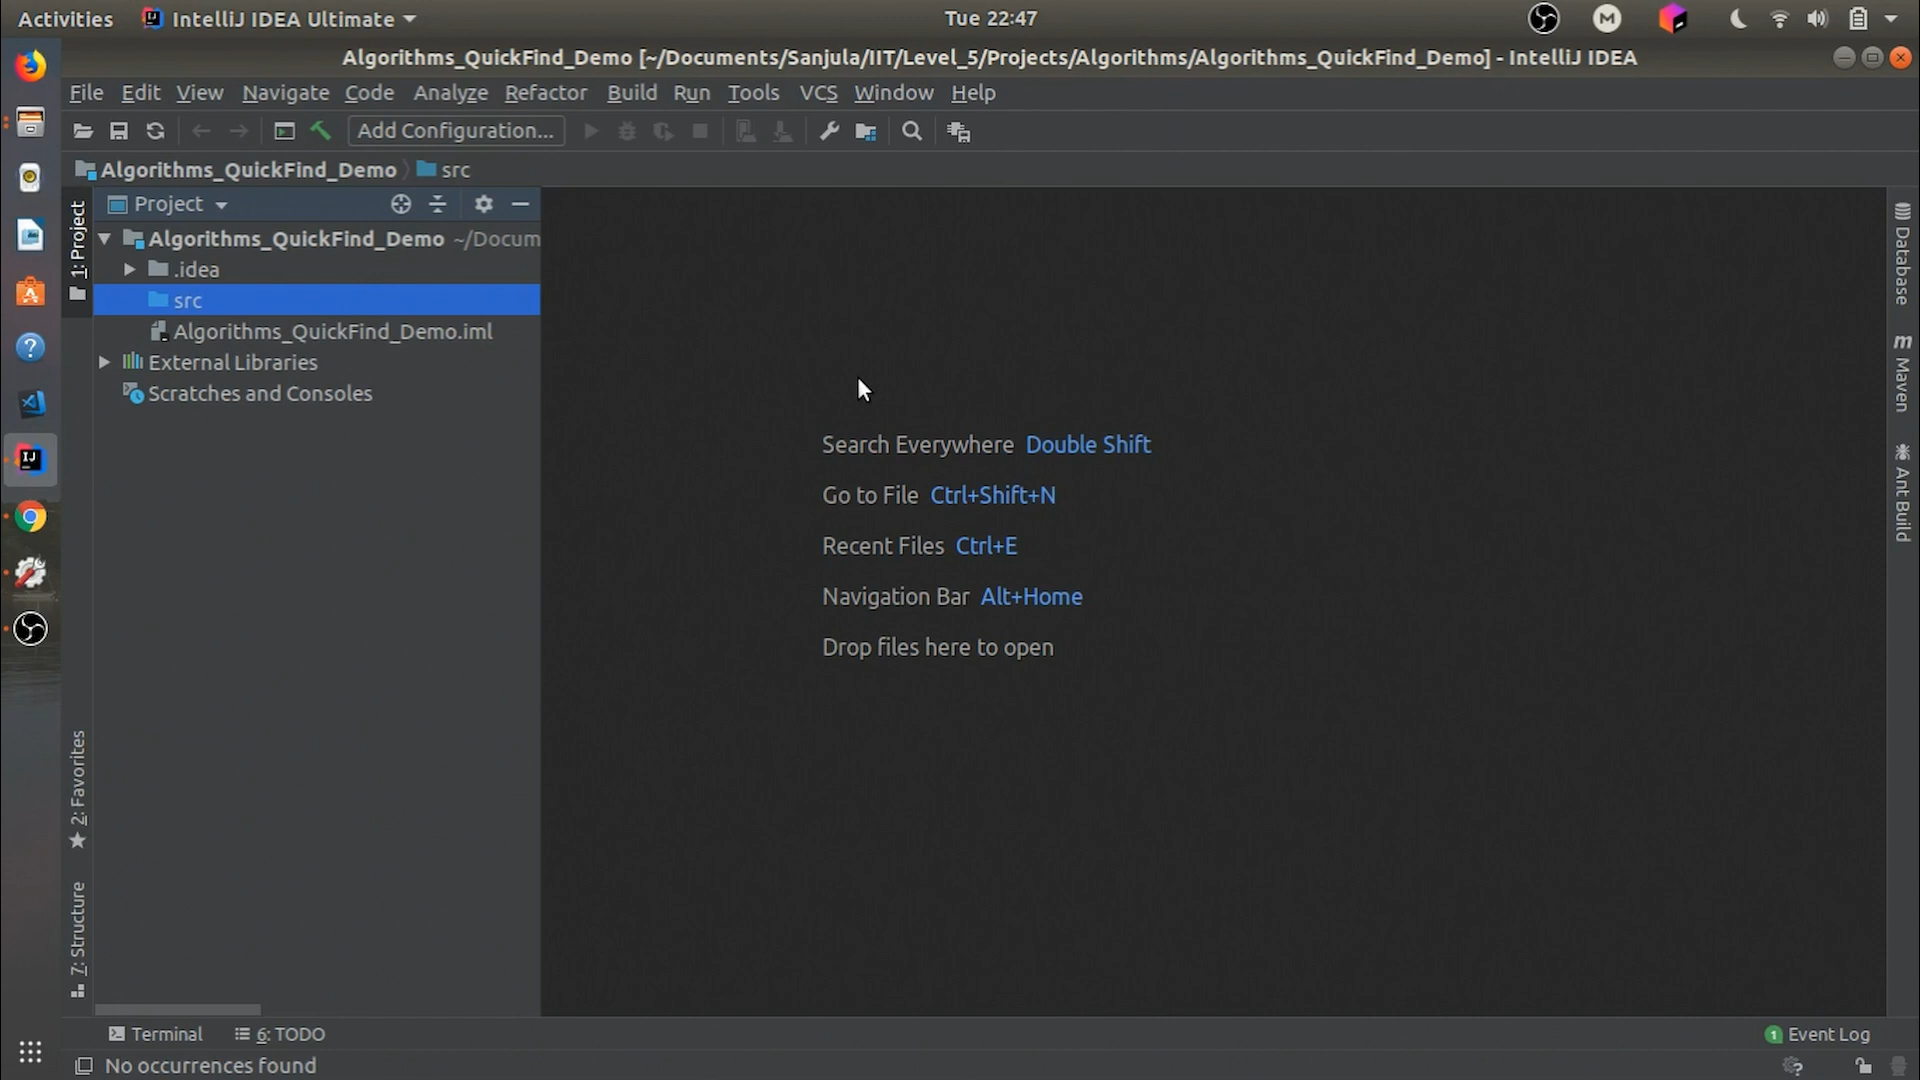 Activities IntelliJ IDEA Ultimate Tue 22:47
Algorithms_QuickFind_Demo [~/Documents/Sanjula/IIT/Level_5/Projects/Algorithms/Algorithms_QuickFind_Demo] - IntelliJ IDEA
File Edit View Navigate Code Analyze Refactor Build Run Tools VCS Window Help
Add Configuration...
Algorithms_QuickFind_Demo src
Project
1: Project
Algorithms_QuickFind_Demo ~/Docum
.idea
src
Algorithms_QuickFind_Demo.iml
External Libraries
Scratches and Consoles
Search Everywhere Double Shift
Go to File Ctrl+Shift+N
Recent Files Ctrl+E
Navigation Bar Alt+Home
Drop files here to open
Database
Maven
Ant Build
2: Favorites
7: Structure
Terminal 6: TODO
1 Event Log
No occurrences found